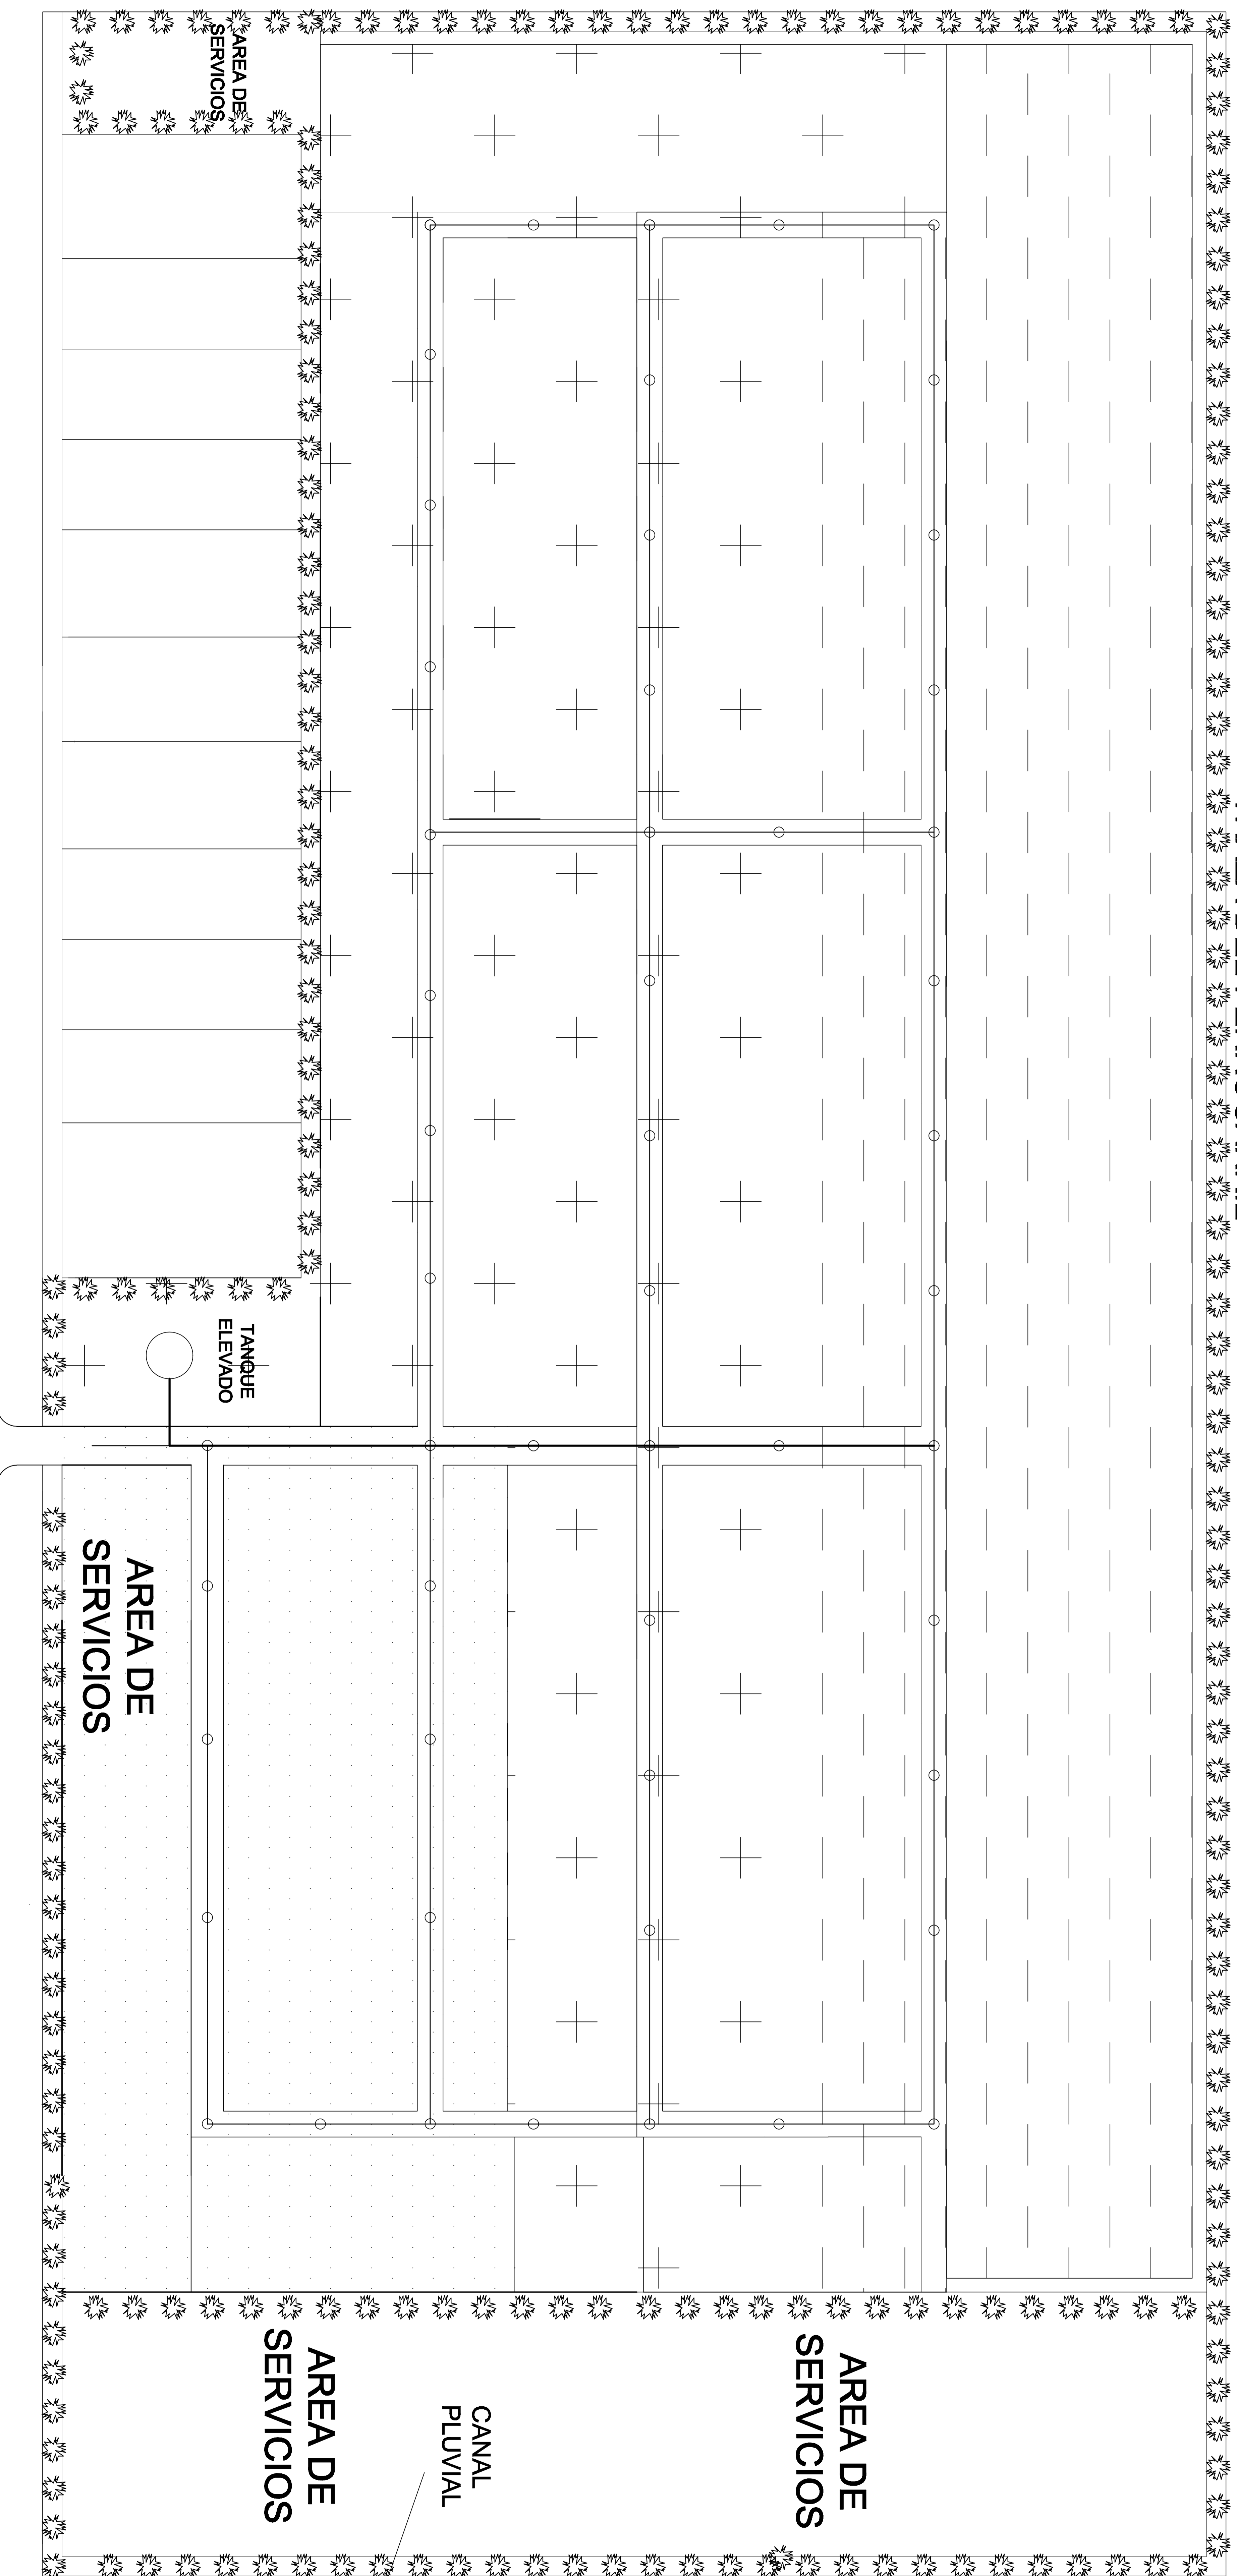 AREA DE
SERVICIOS
TANQUE
ELEVADO
AREA DE
SERVICIOS
AREA DE
SERVICIOS
CANAL
PLUVIAL
AREA DE
SERVICIOS